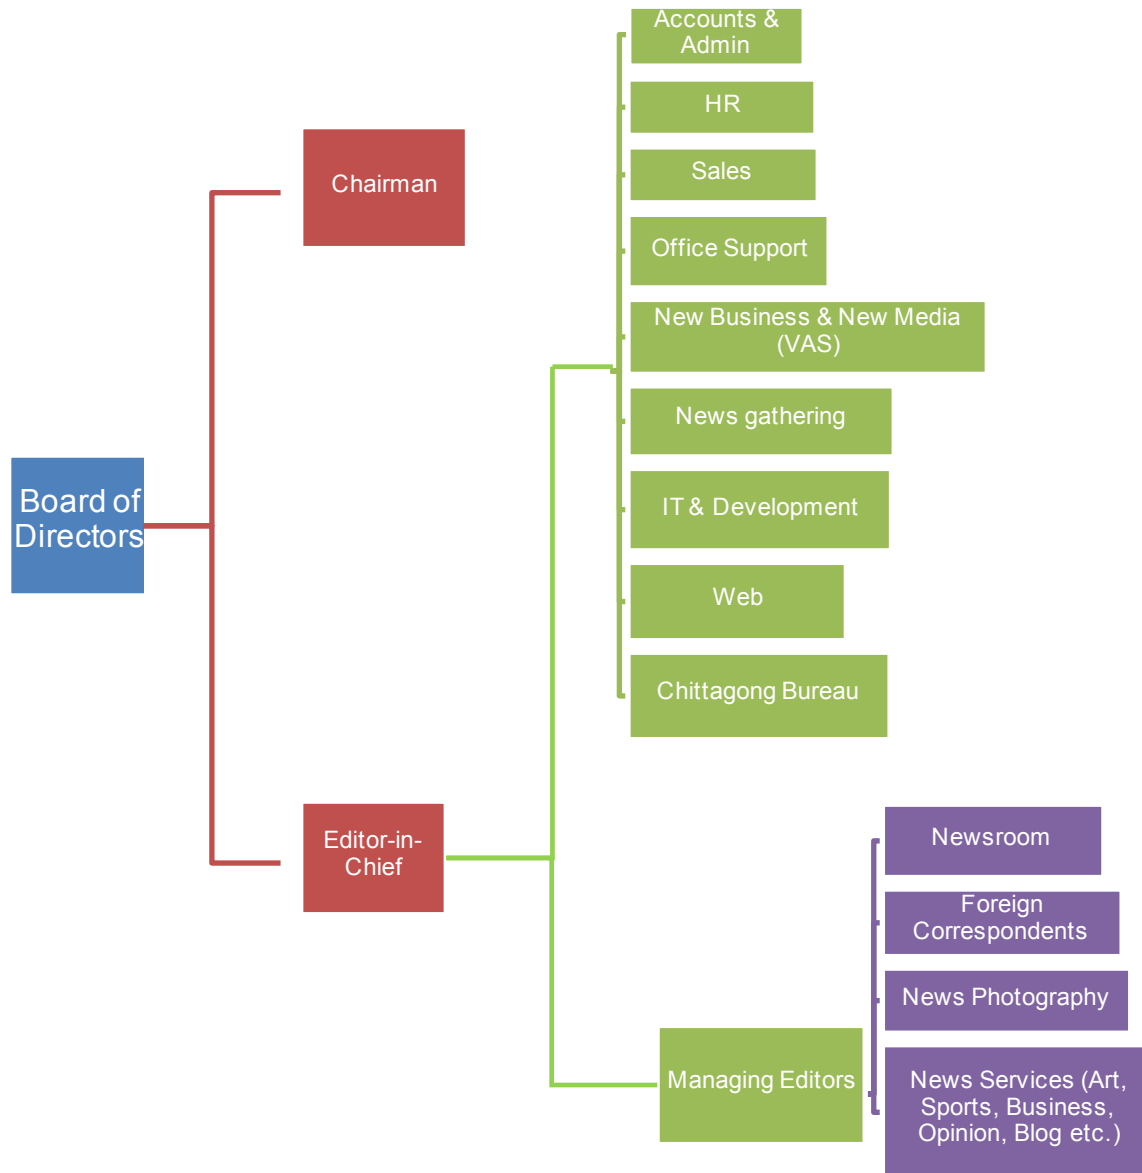 Accounts &
Admin
HR
Chairman
Sales
Office Support
New Business & New Media
(VAS)
News gathering
Board of
Directors
IT & Development
Web
Chittagong Bureau
Editor-in-
Chief
Newsroom
Foreign
Correspondents
News Photography
Managing Editors
News Services (Art,
Sports, Business,
Opinion, Blog etc.)